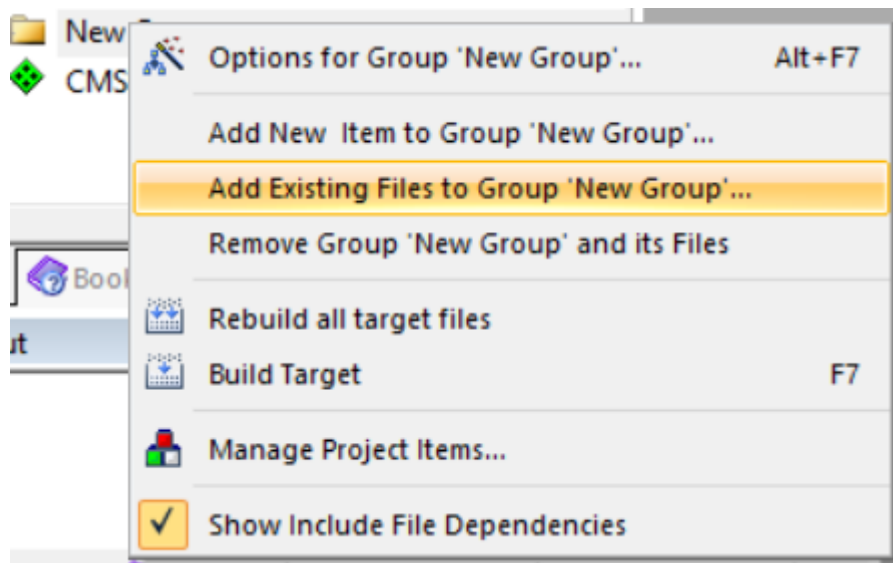 New
Options for Group 'New Group'... Alt+F7
CMS
Add New Item to Group 'New Group'...
Add Existing Files to Group 'New Group'...
Remove Group 'New Group' and its Files
Rebuild all target files
Build Target F7
Manage Project Items...
Show Include File Dependencies